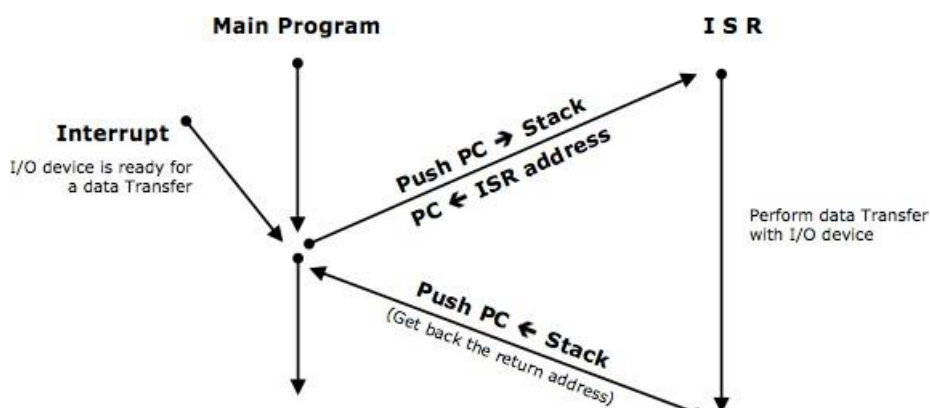 Main Program
I S R
Interrupt
I/O device is ready for
a data Transfer
Push PC → Stack
PC ← ISR address
Perform data Transfer
with I/O device
Push PC ← Stack
(Get back the return address)